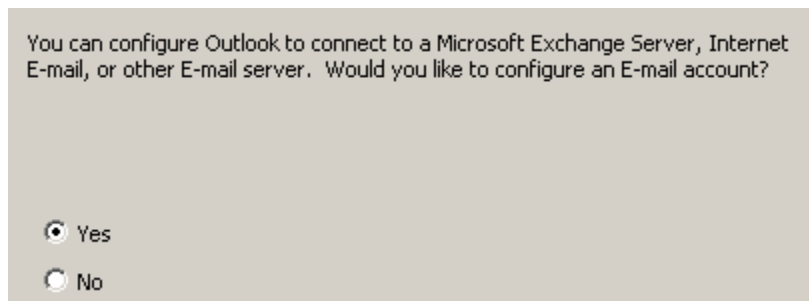 You can configure Outlook to connect to a Microsoft Exchange Server, Internet
E-mail, or other E-mail server.  Would you like to configure an E-mail account?
Yes
No